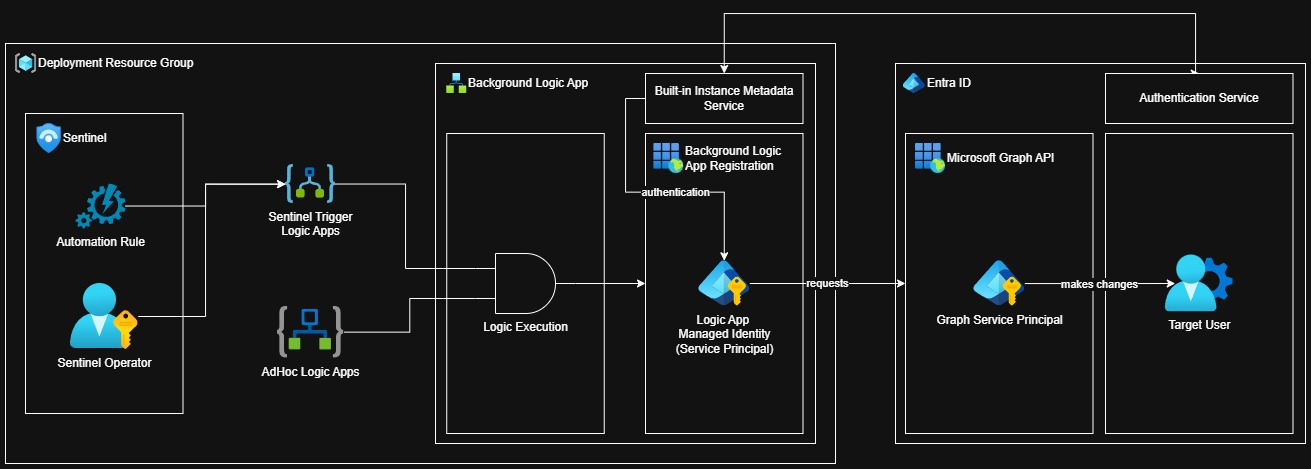 Deployment Resource Group
Sentinel
Automation Rule
Sentinel Operator
Sentinel Trigger
Logic Apps
AdHoc Logic Apps
Background Logic App
Logic Execution
Built-in Instance Metadata
Service
Background Logic
App Registration
authentication
Logic App
Managed Identity
(Service Principal)
requests
Entra ID
Microsoft Graph API
Graph Service Principal
makes changes
Authentication Service
Target User